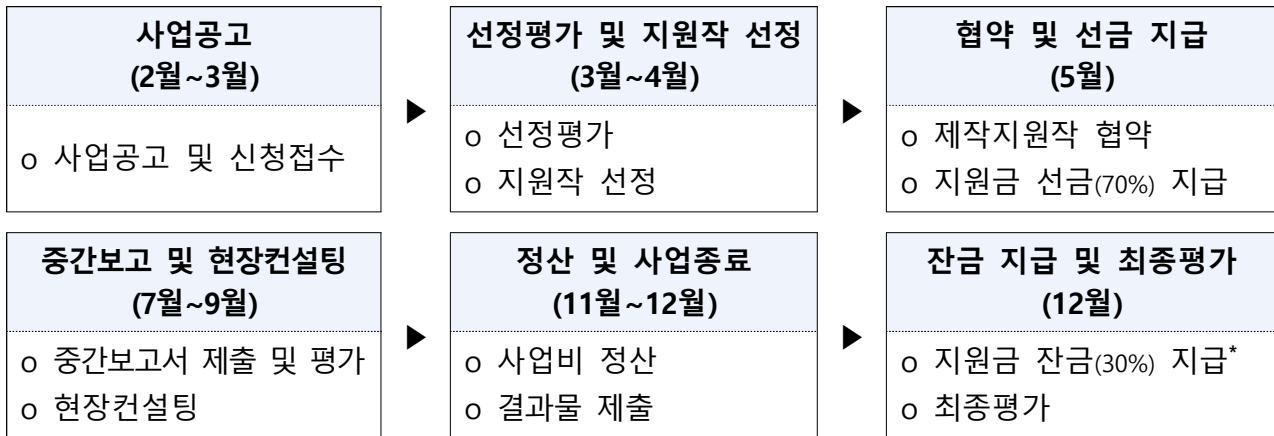 사업공고
(2월~3월)
o 사업공고 및 신청접수
▶
선정평가 및 지원작 선정
(3월~4월)
o 선정평가
o 지원작 선정
▶
협약 및 선금 지급
(5월)
o 제작지원작 협약
o 지원금 선금(70%) 지급
중간보고 및 현장컨설팅
(7월~9월)
o 중간보고서 제출 및 평가
o 현장컨설팅
▶
정산 및 사업종료
(11월~12월)
o 사업비 정산
o 결과물 제출
▶
잔금 지급 및 최종평가
(12월)
o 지원금 잔금(30%) 지급*
o 최종평가